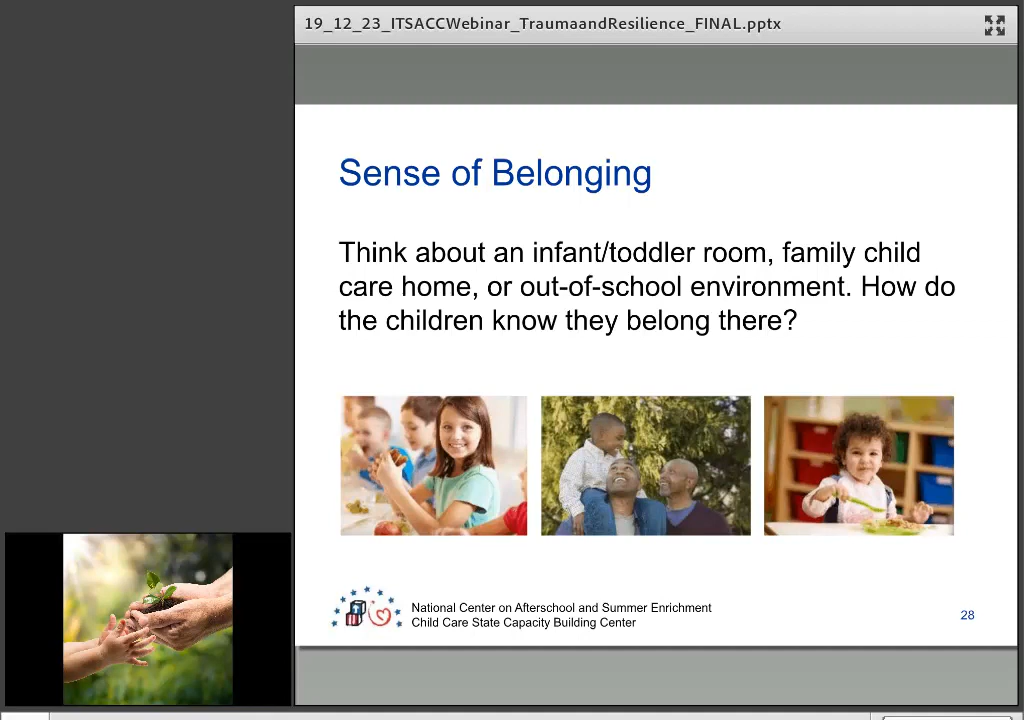 19_12_23_ITSACCWebinar_TraumaandResilience_FINAL.pptx
Sense of Belonging
Think about an infant/toddler room, family child
care home, or out-of-school environment. How do
the children know they belong there?
National Center on Afterschool and Summer Enrichment
Child Care State Capacity Building Center
28